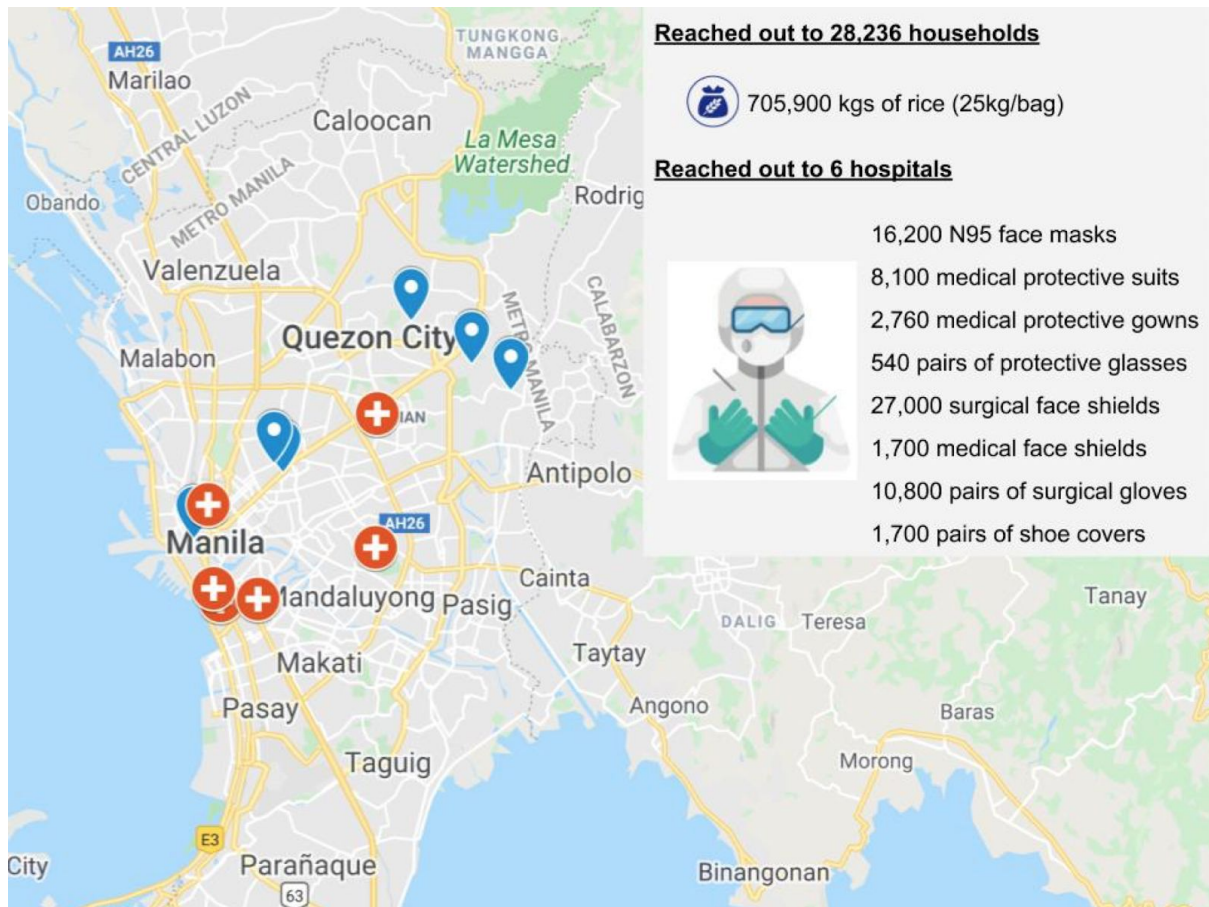 Reached out to 28,236 households
705,900 kgs of rice (25kg/bag)
Reached out to 6 hospitals
16,200 N95 face masks
8,100 medical protective suits
2,760 medical protective gowns
540 pairs of protective glasses
27,000 surgical face shields
1,700 medical face shields
10,800 pairs of surgical gloves
1,700 pairs of shoe covers
TUNGKONG
MANGGA
AH26
Marilao
CENTRAL LUZON
METRO MANILA
Caloocan
La Mesa
Watershed
Rodrig
Obando
Valenzuela
Quezon City
METRO MANILA
CALABARZON
Malabon
IAN
Antipolo
AH26
Manila
Mandaluyong
Pasig
Cainta
Tanay
DALIG
Teresa
Makati
Taytay
Pasay
Angono
Baras
Taguig
Morong
E3
City
Parañaque
63
Binangonan